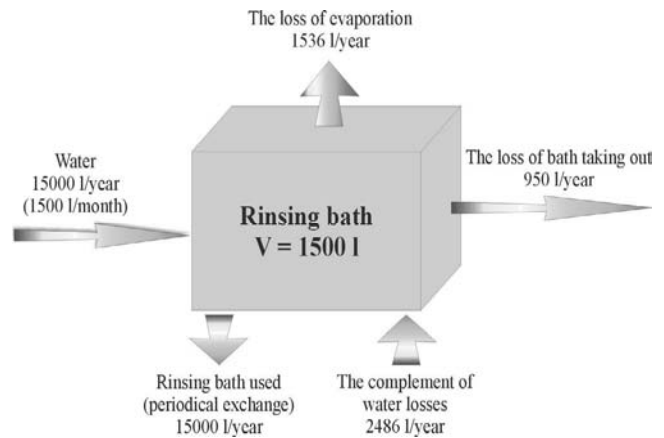 The loss of evaporation
1536 l/year
Water
15000 l/year
(1500 l/month)
The loss of bath taking out
950 l/year
Rinsing bath
V = 1500 l
Rinsing bath used
(periodical exchange)
15000 l/year
The complement of
water losses
2486 l/year